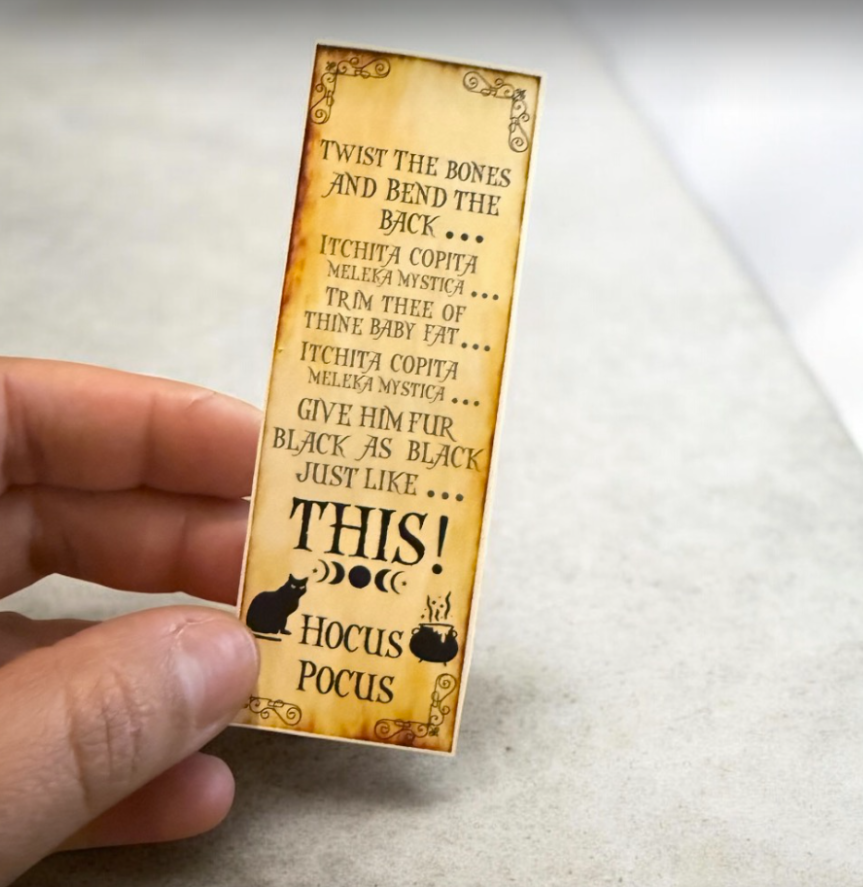 TWIST THE BONES
AND BEND THE
BACK...
ITCHITA COPITA
MELEKA MYSTICA...
TRIM THEE OF
THINE BABY FAT...
ITCHITA COPITA
MELEKA MYSTICA...
GIVE HIM FUR
BLACK AS BLACK
JUST LIKE...
THIS!
HOCUS
POCUS